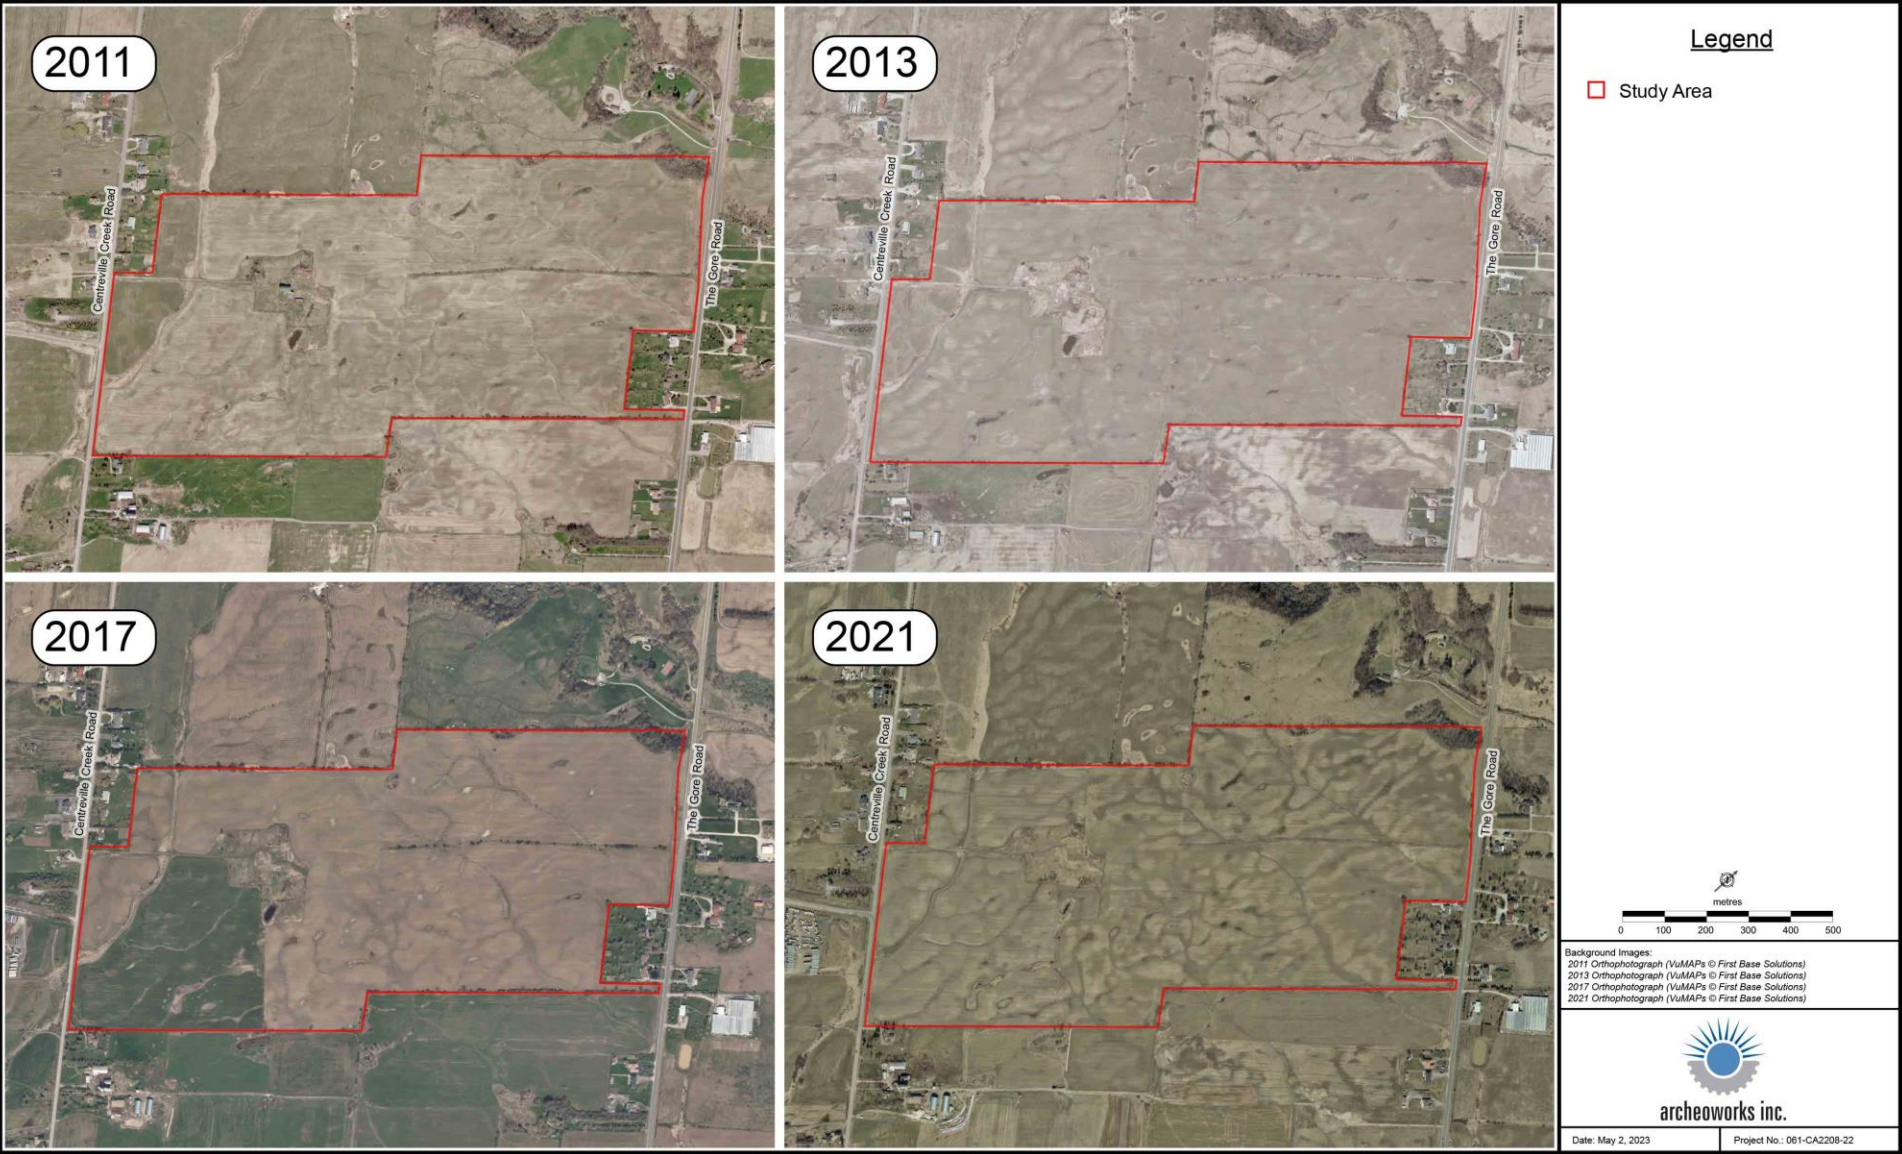 2011
Centreville Creek Road
The Gore Road
2013
Centreville Creek Road
The Gore Road
2017
Centreville Creek Road
The Gore Road
2021
Centreville Creek Road
The Gore Road
Legend
Study Area
metres
0 100 200 300 400 500
Background Images:
2011 Orthophotograph (VuMAPs © First Base Solutions)
2013 Orthophotograph (VuMAPs © First Base Solutions)
2017 Orthophotograph (VuMAPs © First Base Solutions)
2021 Orthophotograph (VuMAPs © First Base Solutions)
archeoworks inc.
Date: May 2, 2023
Project No.: 061-CA2208-22